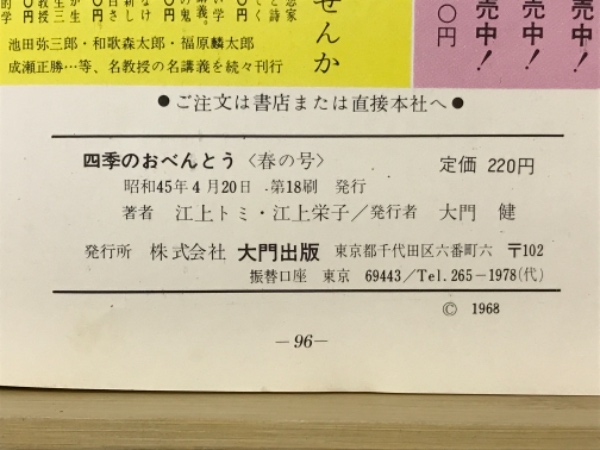 せんか
売中!
売中!
売中!
〇円
〇円
池田弥三郎・和歌森太郎・福原麟太郎
成瀬正勝…等、名教授の名講義を続々刊行
●ご注文は書店または直接本社へ●
四季のおべんとう〈春の号〉 定価 220円
昭和45年4月20日 第18刷 発行
著者 江上トミ・江上栄子/発行者 大門 健
発行所 株式会社 大門出版 東京都千代田区六番町六 〒102
振替口座 東京 69443/Tel.265-1978(代)
© 1968
-96-